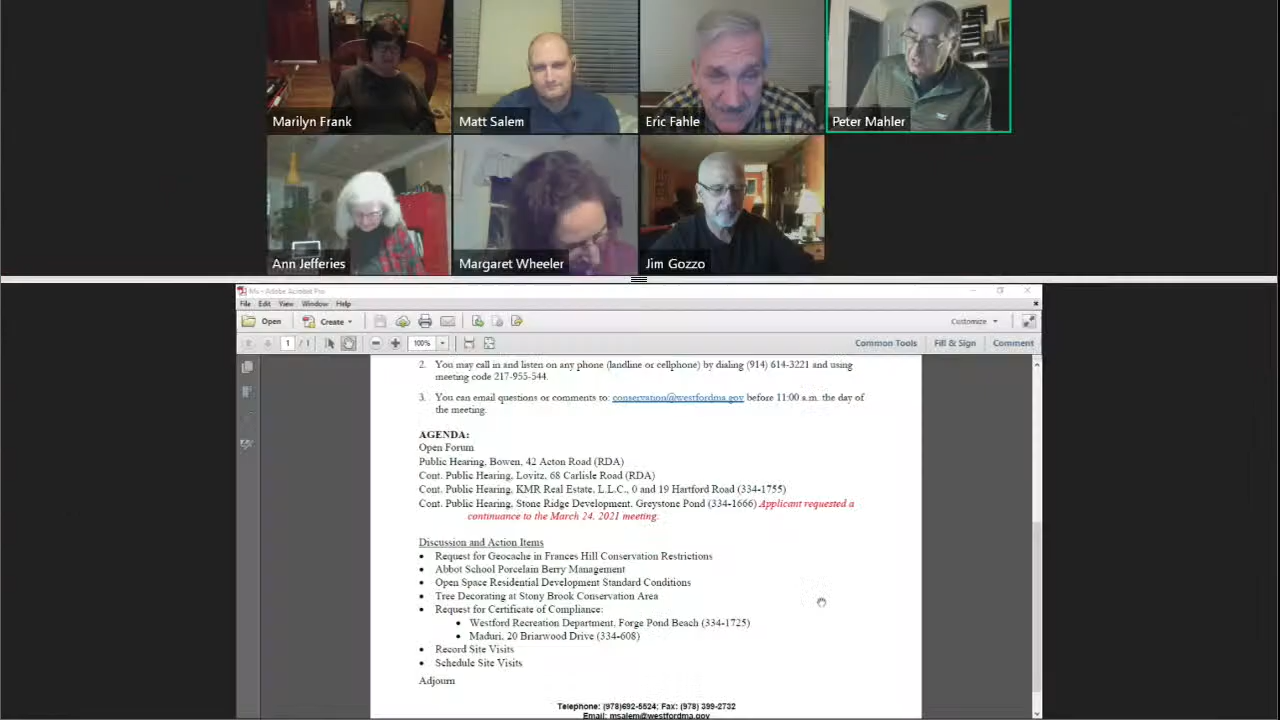 Marilyn Frank
Matt Salem
Eric Fahle
Peter Mahler
Ann Jefferies
Margaret Wheeler
Jim Gozzo
Adobe Acrobat Pro
File Edit View Window Help
Open
Create
Customize
1 / 1
100%
Common Tools
Fill & Sign
Comment
2. You may call in and listen on any phone (landline or cellphone) by dialing (914) 614-3221 and using
meeting code 217-955-544.
3. You can email questions or comments to: conservation@westfordma.gov before 11:00 a.m. the day of
the meeting.
AGENDA:
Open Forum
Public Hearing, Bowen, 42 Acton Road (RDA)
Cont. Public Hearing, Lovitz, 68 Carlisle Road (RDA)
Cont. Public Hearing, KMR Real Estate, L.L.C., 0 and 19 Hartford Road (334-1755)
Cont. Public Hearing, Stone Ridge Development, Greystone Pond (334-1666) Applicant requested a
continuance to the March 24, 2021 meeting.
Discussion and Action Items
• Request for Geocache in Frances Hill Conservation Restrictions
• Abbot School Porcelain Berry Management
• Open Space Residential Development Standard Conditions
• Tree Decorating at Stony Brook Conservation Area
• Request for Certificate of Compliance:
• Westford Recreation Department, Forge Pond Beach (334-1725)
• Maduri, 20 Briarwood Drive (334-608)
• Record Site Visits
• Schedule Site Visits
Adjourn
Telephone: (978)692-5524; Fax: (978) 399-2732
Email: msalem@westfordma.gov